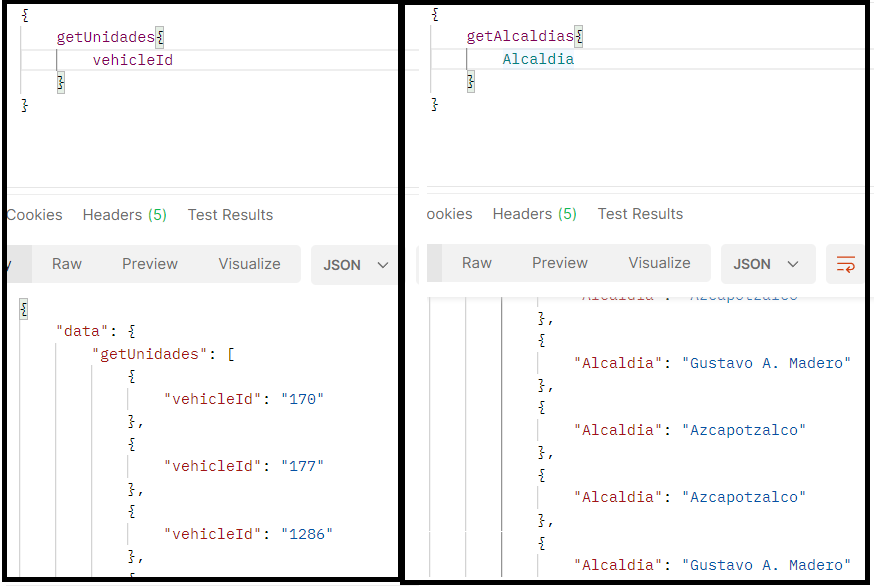 {
getUnidades{
vehicleId
}
}
Cookies Headers (5) Test Results
y Raw Preview Visualize JSON
{
"data": {
"getUnidades": [
{
"vehicleId": "170"
},
{
"vehicleId": "177"
},
{
"vehicleId": "1286"
},
{
{
getAlcaldias{
Alcaldia
}
}
ookies Headers (5) Test Results
Raw Preview Visualize JSON
"Alcaldia": "Azcapotzalco"
},
{
"Alcaldia": "Gustavo A. Madero"
},
{
"Alcaldia": "Azcapotzalco"
},
{
"Alcaldia": "Azcapotzalco"
},
{
"Alcaldia": "Gustavo A. Madero"